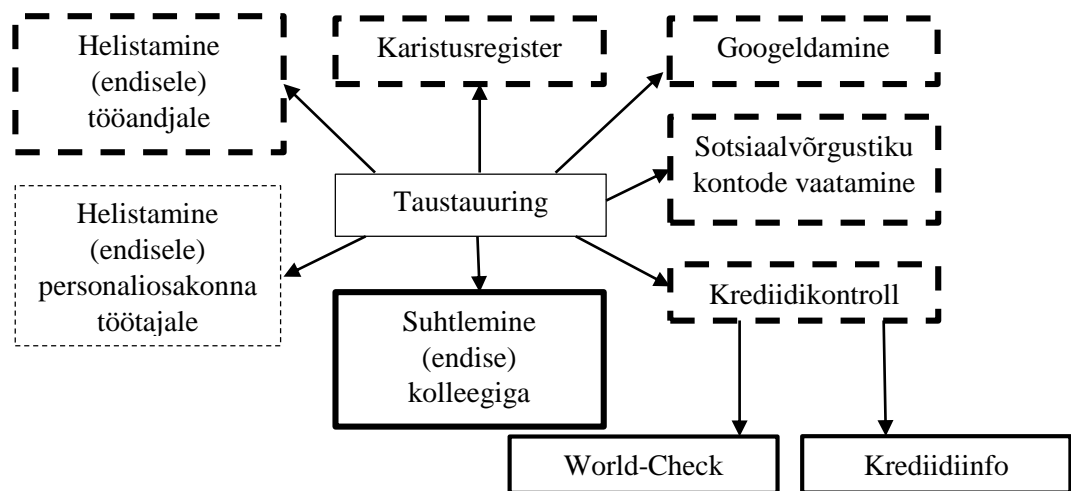 Helistamine
(endisele)
tööandjale
Karistusregister
Googeldamine
Sotsiaalvõrgustiku
kontode vaatamine
Taustauuring
Helistamine
(endisele)
personaliosakonna
töötajale
Krediidikontroll
Suhtlemine
(endise)
kolleegiga
World-Check
Krediidiinfo